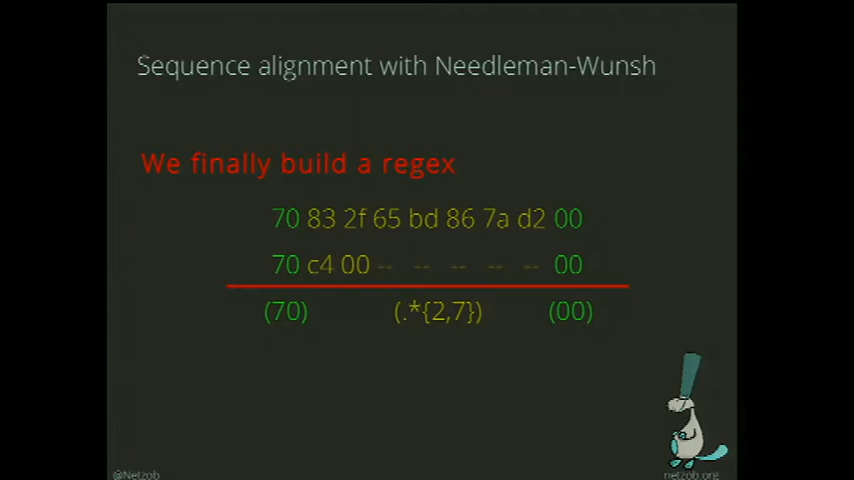 Sequence alignment with Needleman-Wunsh
We finally build a regex
70 83 2f 65 bd 86 7a d2 00
70 c4 00 -- -- -- -- -- 00
(70) (.*{2,7}) (00)
@Netzob netzob.org